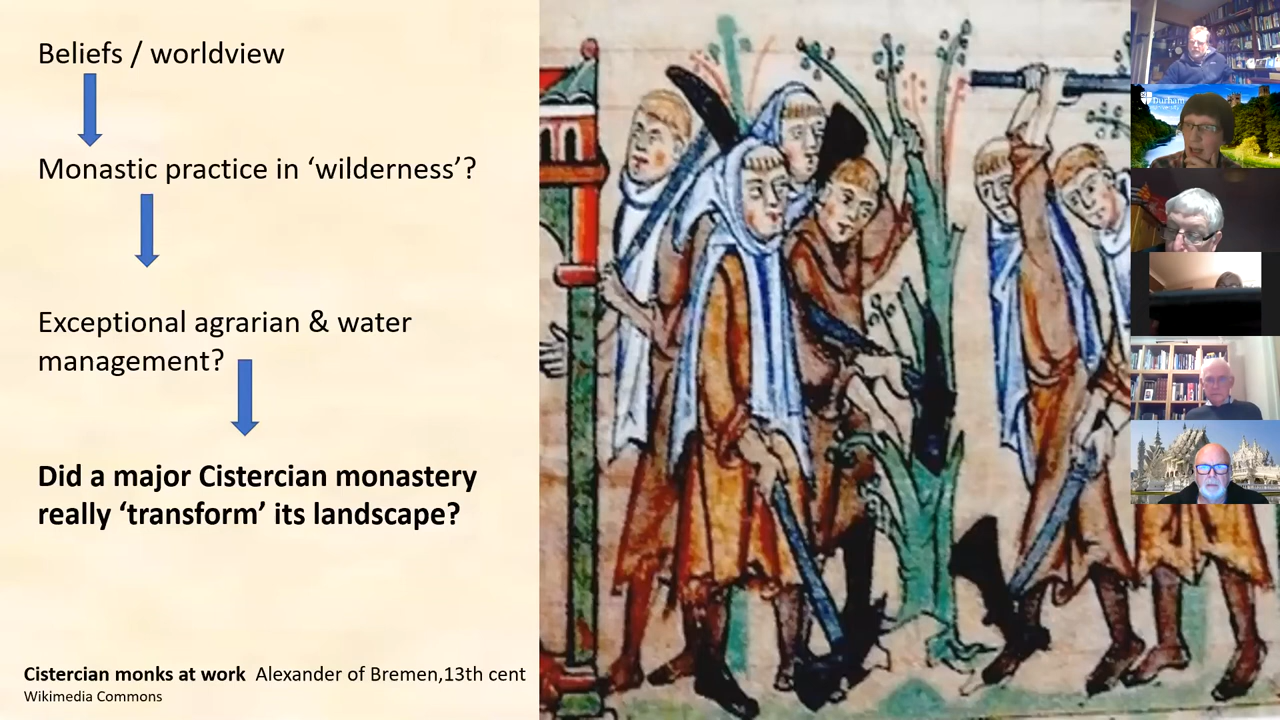 Beliefs / worldview
Monastic practice in ‘wilderness’?
Exceptional agrarian & water
management?
Did a major Cistercian monastery
really ‘transform’ its landscape?
Cistercian monks at work Alexander of Bremen,13th cent
Wikimedia Commons
Durham